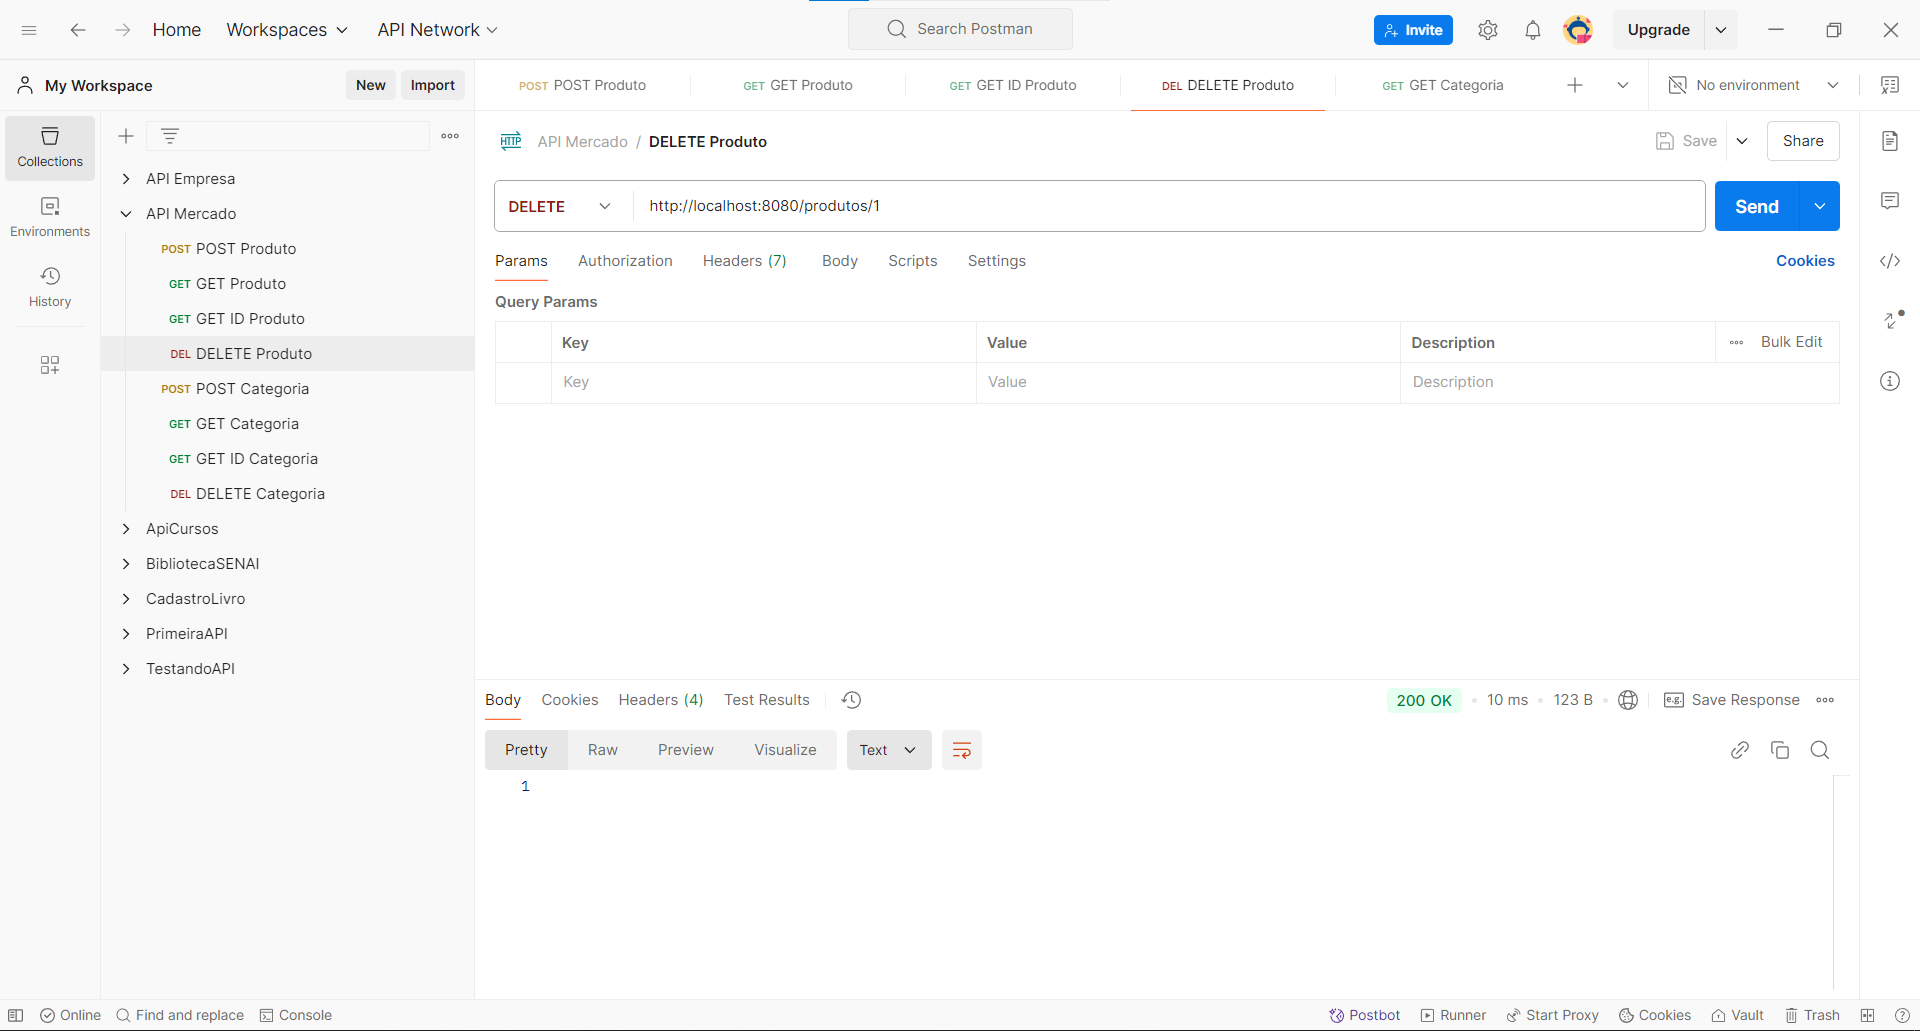 Home Workspaces API Network Search Postman Invite Upgrade
My Workspace New Import
POST POST Produto GET GET Produto GET GET ID Produto DEL DELETE Produto GET GET Categoria No environment
Collections
Environments
History
API Empresa
API Mercado
POST POST Produto
GET GET Produto
GET GET ID Produto
DEL DELETE Produto
POST POST Categoria
GET GET Categoria
GET GET ID Categoria
DEL DELETE Categoria
ApiCursos
BibliotecaSENAI
CadastroLivro
PrimeiraAPI
TestandoAPI
HTTP API Mercado / DELETE Produto Save Share
DELETE http://localhost:8080/produtos/1 Send
Params Authorization Headers (7) Body Scripts Settings Cookies
Query Params
Key Value Description Bulk Edit
Key Value Description
Body Cookies Headers (4) Test Results 200 OK 10 ms 123 B e.g. Save Response
Pretty Raw Preview Visualize Text
1
Online Find and replace Console Postbot Runner Start Proxy Cookies Vault Trash